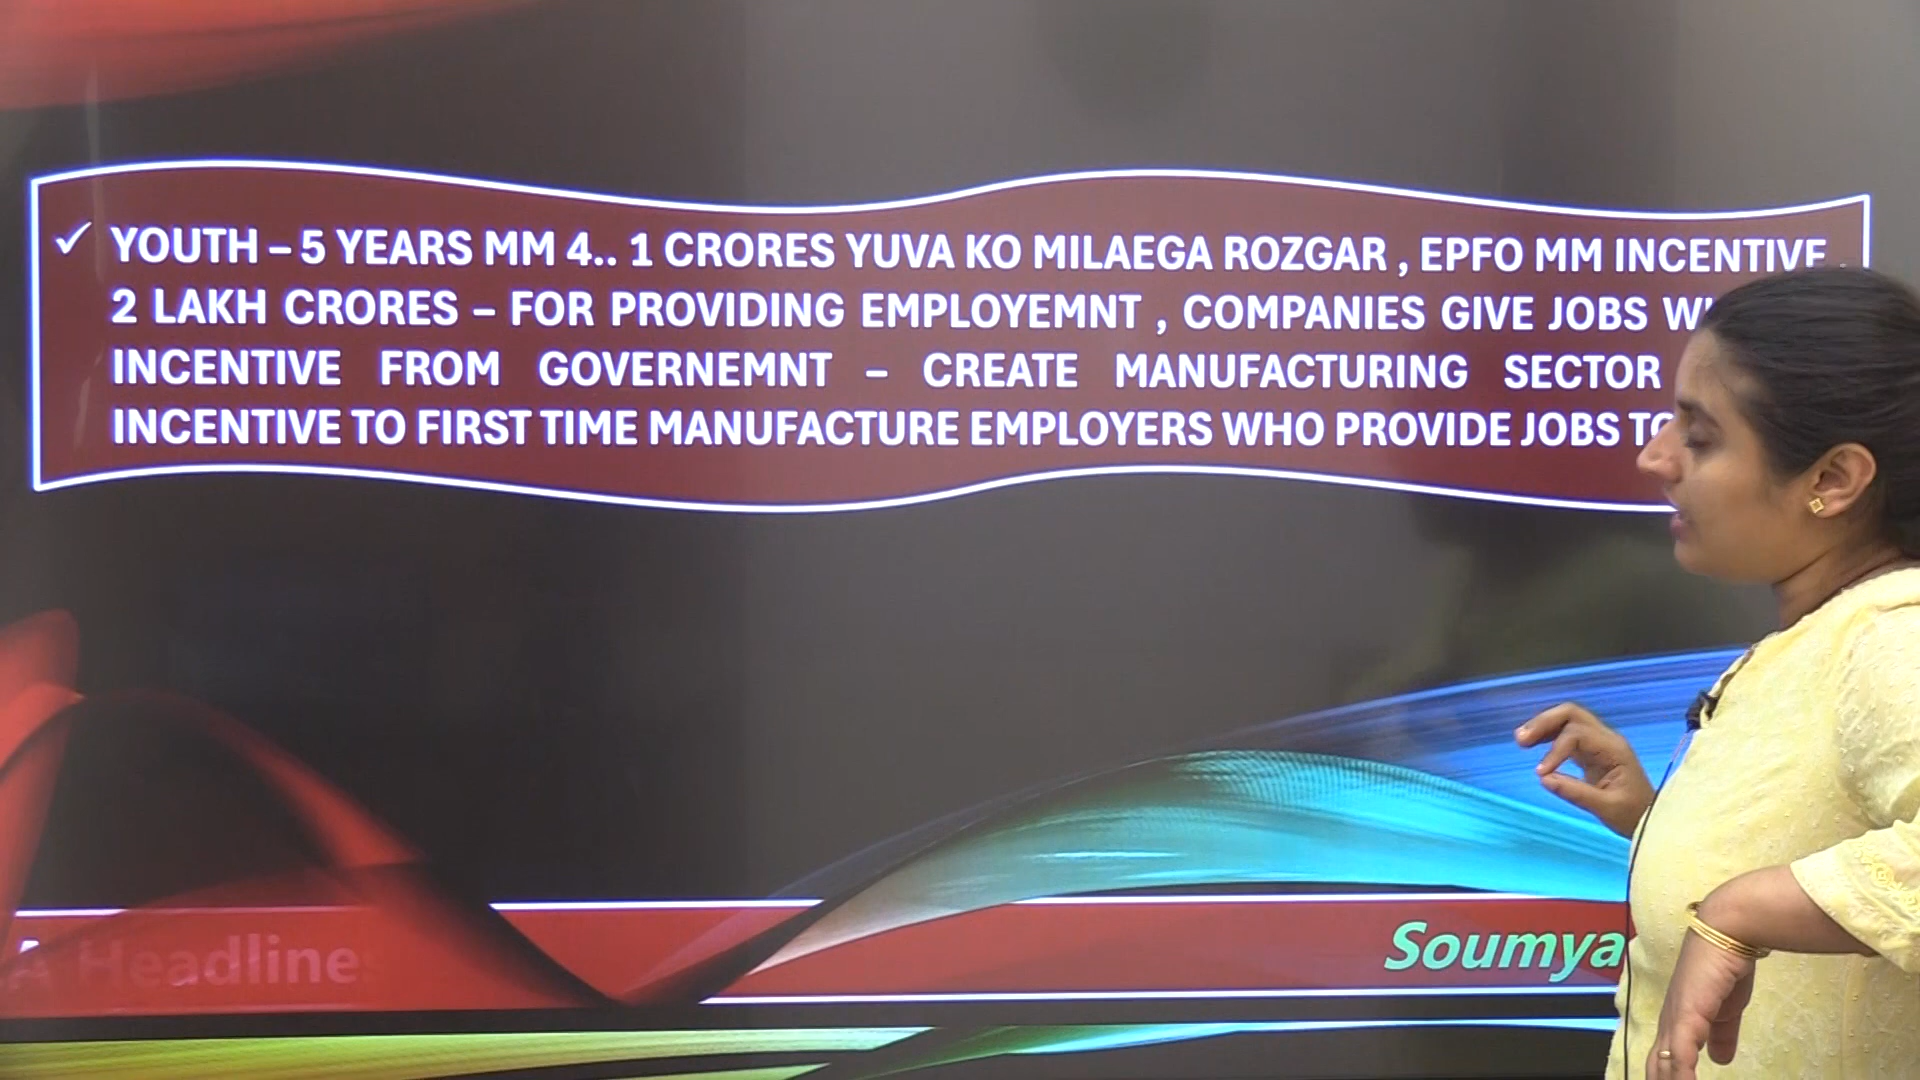 ✓ YOUTH – 5 YEARS MM 4.. 1 CRORES YUVA KO MILAEGA ROZGAR , EPFO MM INCENTIVE
2 LAKH CRORES – FOR PROVIDING EMPLOYEMNT , COMPANIES GIVE JOBS
INCENTIVE FROM GOVERNEMNT – CREATE MANUFACTURING SECTOR
INCENTIVE TO FIRST TIME MANUFACTURE EMPLOYERS WHO PROVIDE JOBS
A Headlines
Soumya